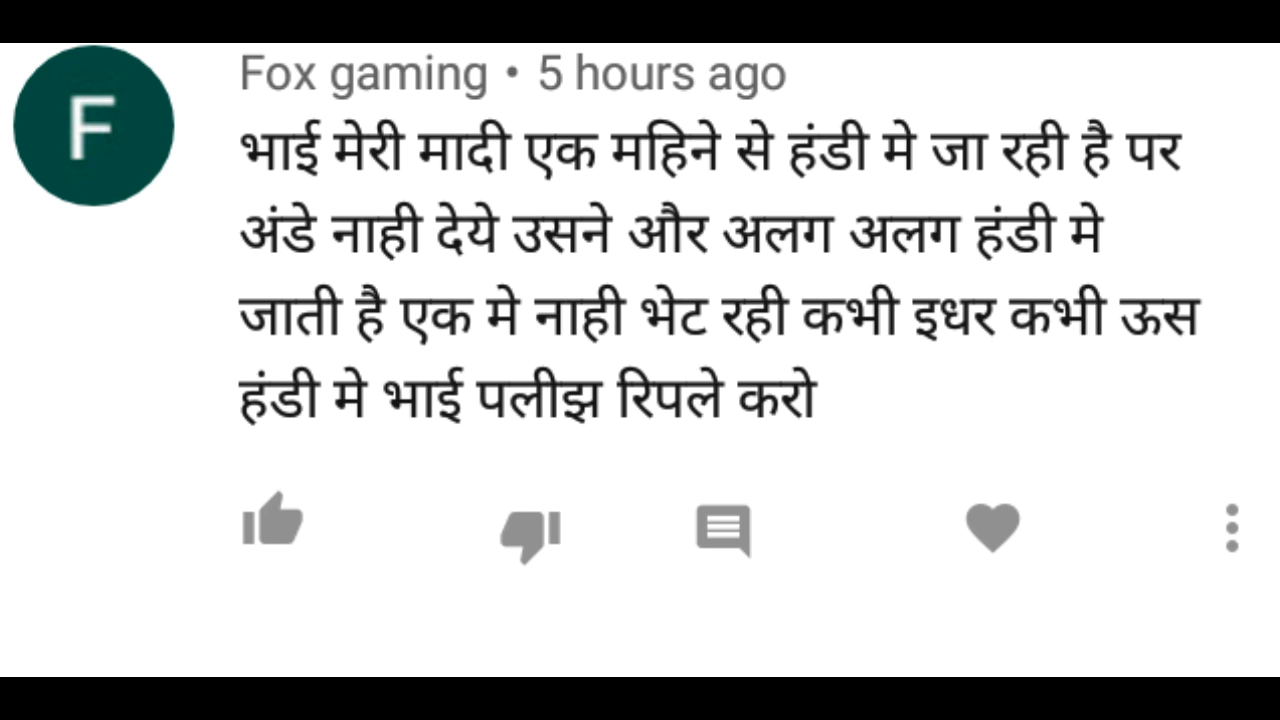 F
Fox gaming • 5 hours ago
भाई मेरी मादी एक महिने से हंडी मे जा रही है पर
अंडे नाही देये उसने और अलग अलग हंडी मे
जाती है एक मे नाही भेट रही कभी इधर कभी ऊस
हंडी मे भाई पलीझ रिपले करो